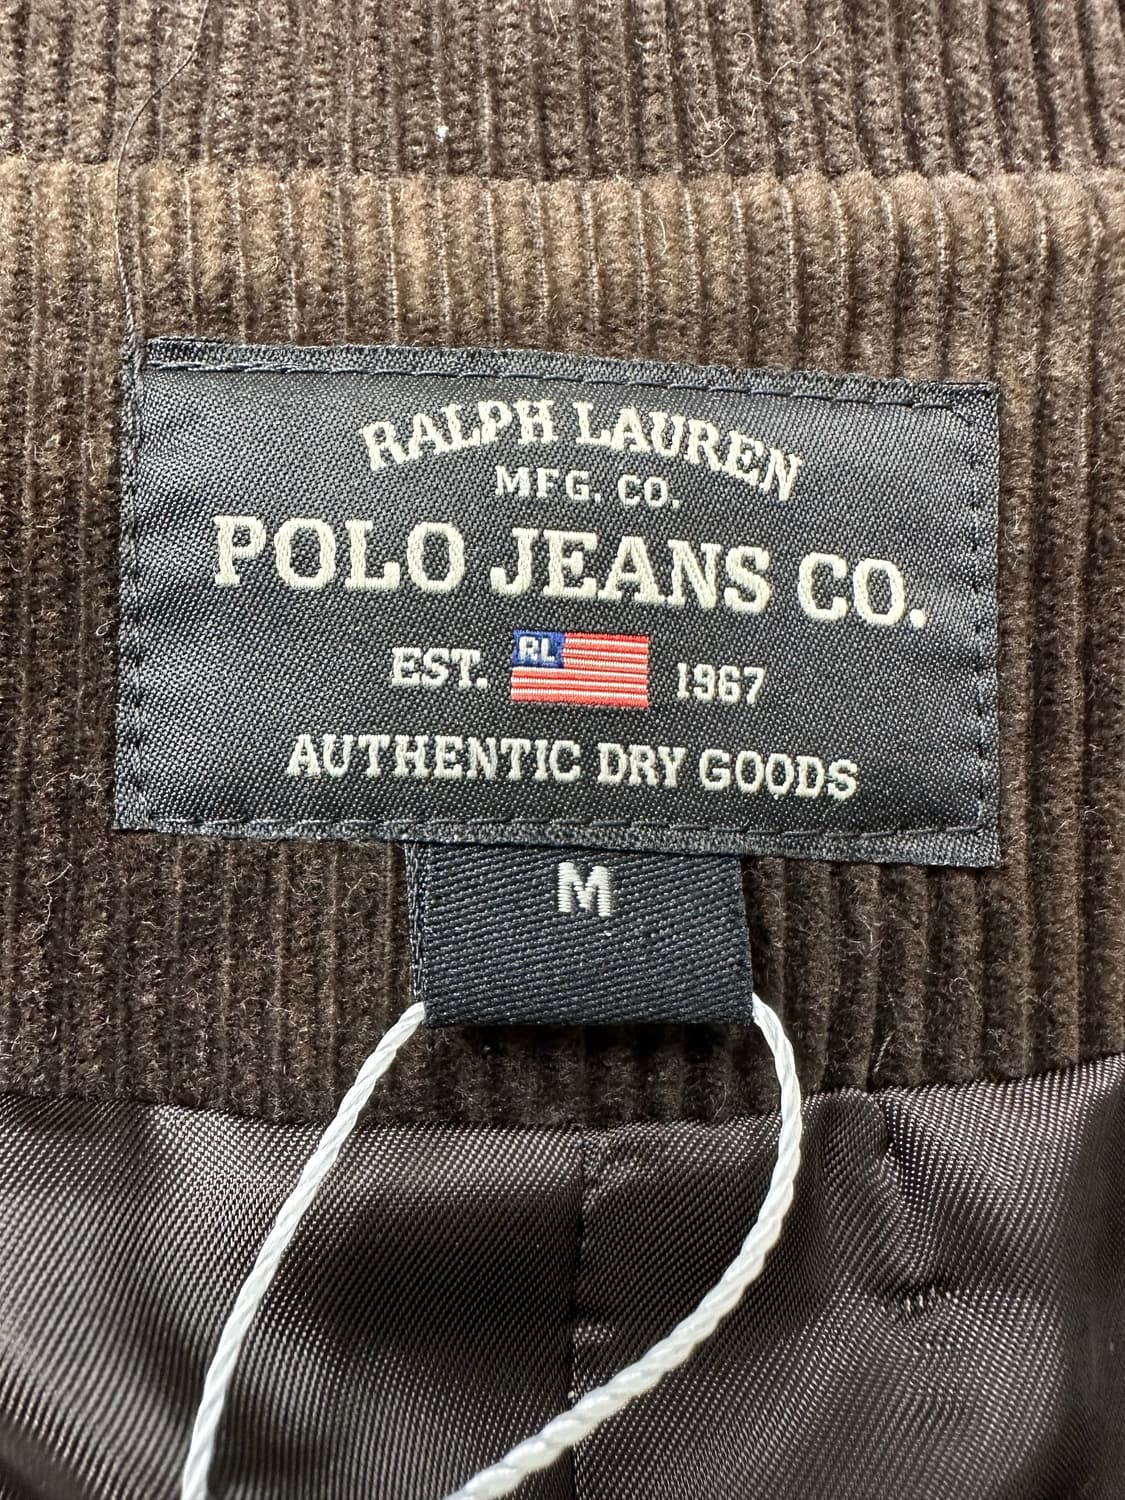 RALPH LAUREN
MFG. CO.
POLO JEANS CO.
EST. RL 1967
AUTHENTIC DRY GOODS
M